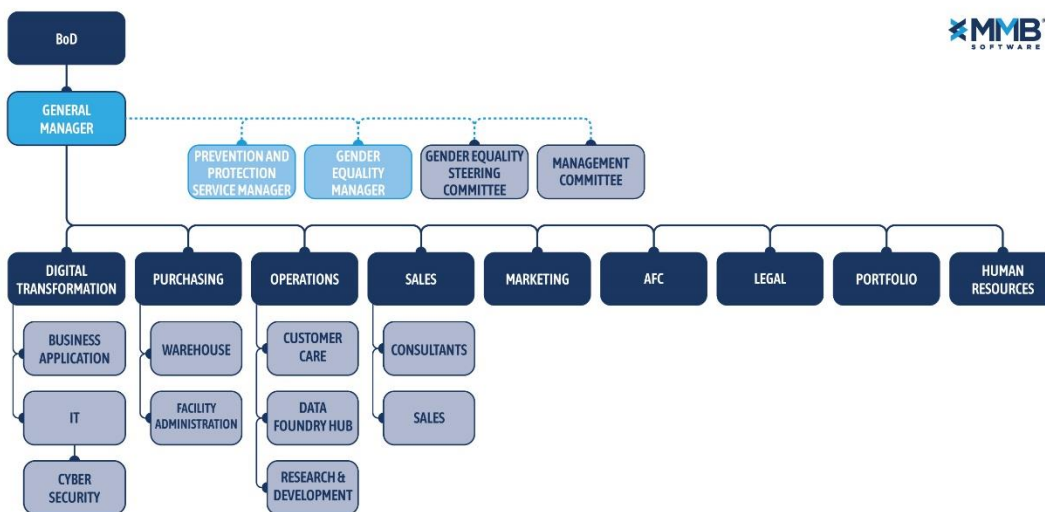 BoD
MMB
SOFTWARE
GENERAL
MANAGER
PREVENTION AND
PROTECTION
SERVICE MANAGER
GENDER
EQUALITY
MANAGER
GENDER EQUALITY
STEERING
COMMITTEE
MANAGEMENT
COMMITTEE
DIGITAL
TRANSFORMATION
PURCHASING
OPERATIONS
SALES
MARKETING
AFC
LEGAL
PORTFOLIO
HUMAN
RESOURCES
BUSINESS
APPLICATION
WAREHOUSE
CUSTOMER
CARE
CONSULTANTS
IT
FACILITY
ADMINISTRATION
DATA
FOUNDRY HUB
SALES
CYBER
SECURITY
RESEARCH &
DEVELOPMENT